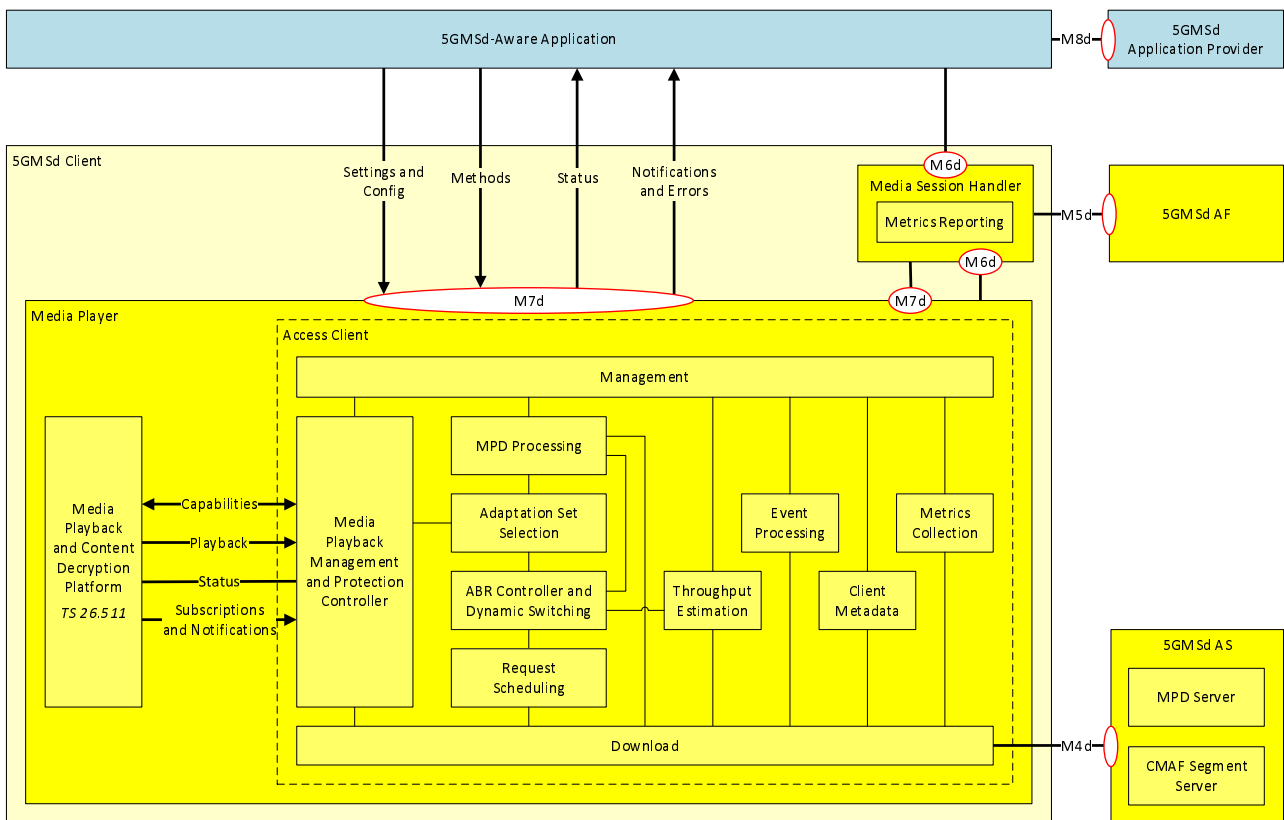 5GMSd-Aware Application
M8d
5GMSd
Application Provider
5GMSd Client
Settings and
Config
Methods
Status
Notifications
and Errors
M6d
Media Session Handler
Metrics Reporting
M5d
5GMSd AF
M6d
M7d
M7d
Media Player
Access Client
Management
Media
Playback
and Content
Decryption
Platform
TS 26.511
Capabilities
Playback
Status
Subscriptions
and Notifications
Media
Playback
Management
and Protection
Controller
MPD Processing
Adaptation Set
Selection
ABR Controller and
Dynamic Switching
Request
Scheduling
Throughput
Estimation
Event
Processing
Client
Metadata
Metrics
Collection
Download
M4d
5GMSd AS
MPD Server
CMAF Segment
Server